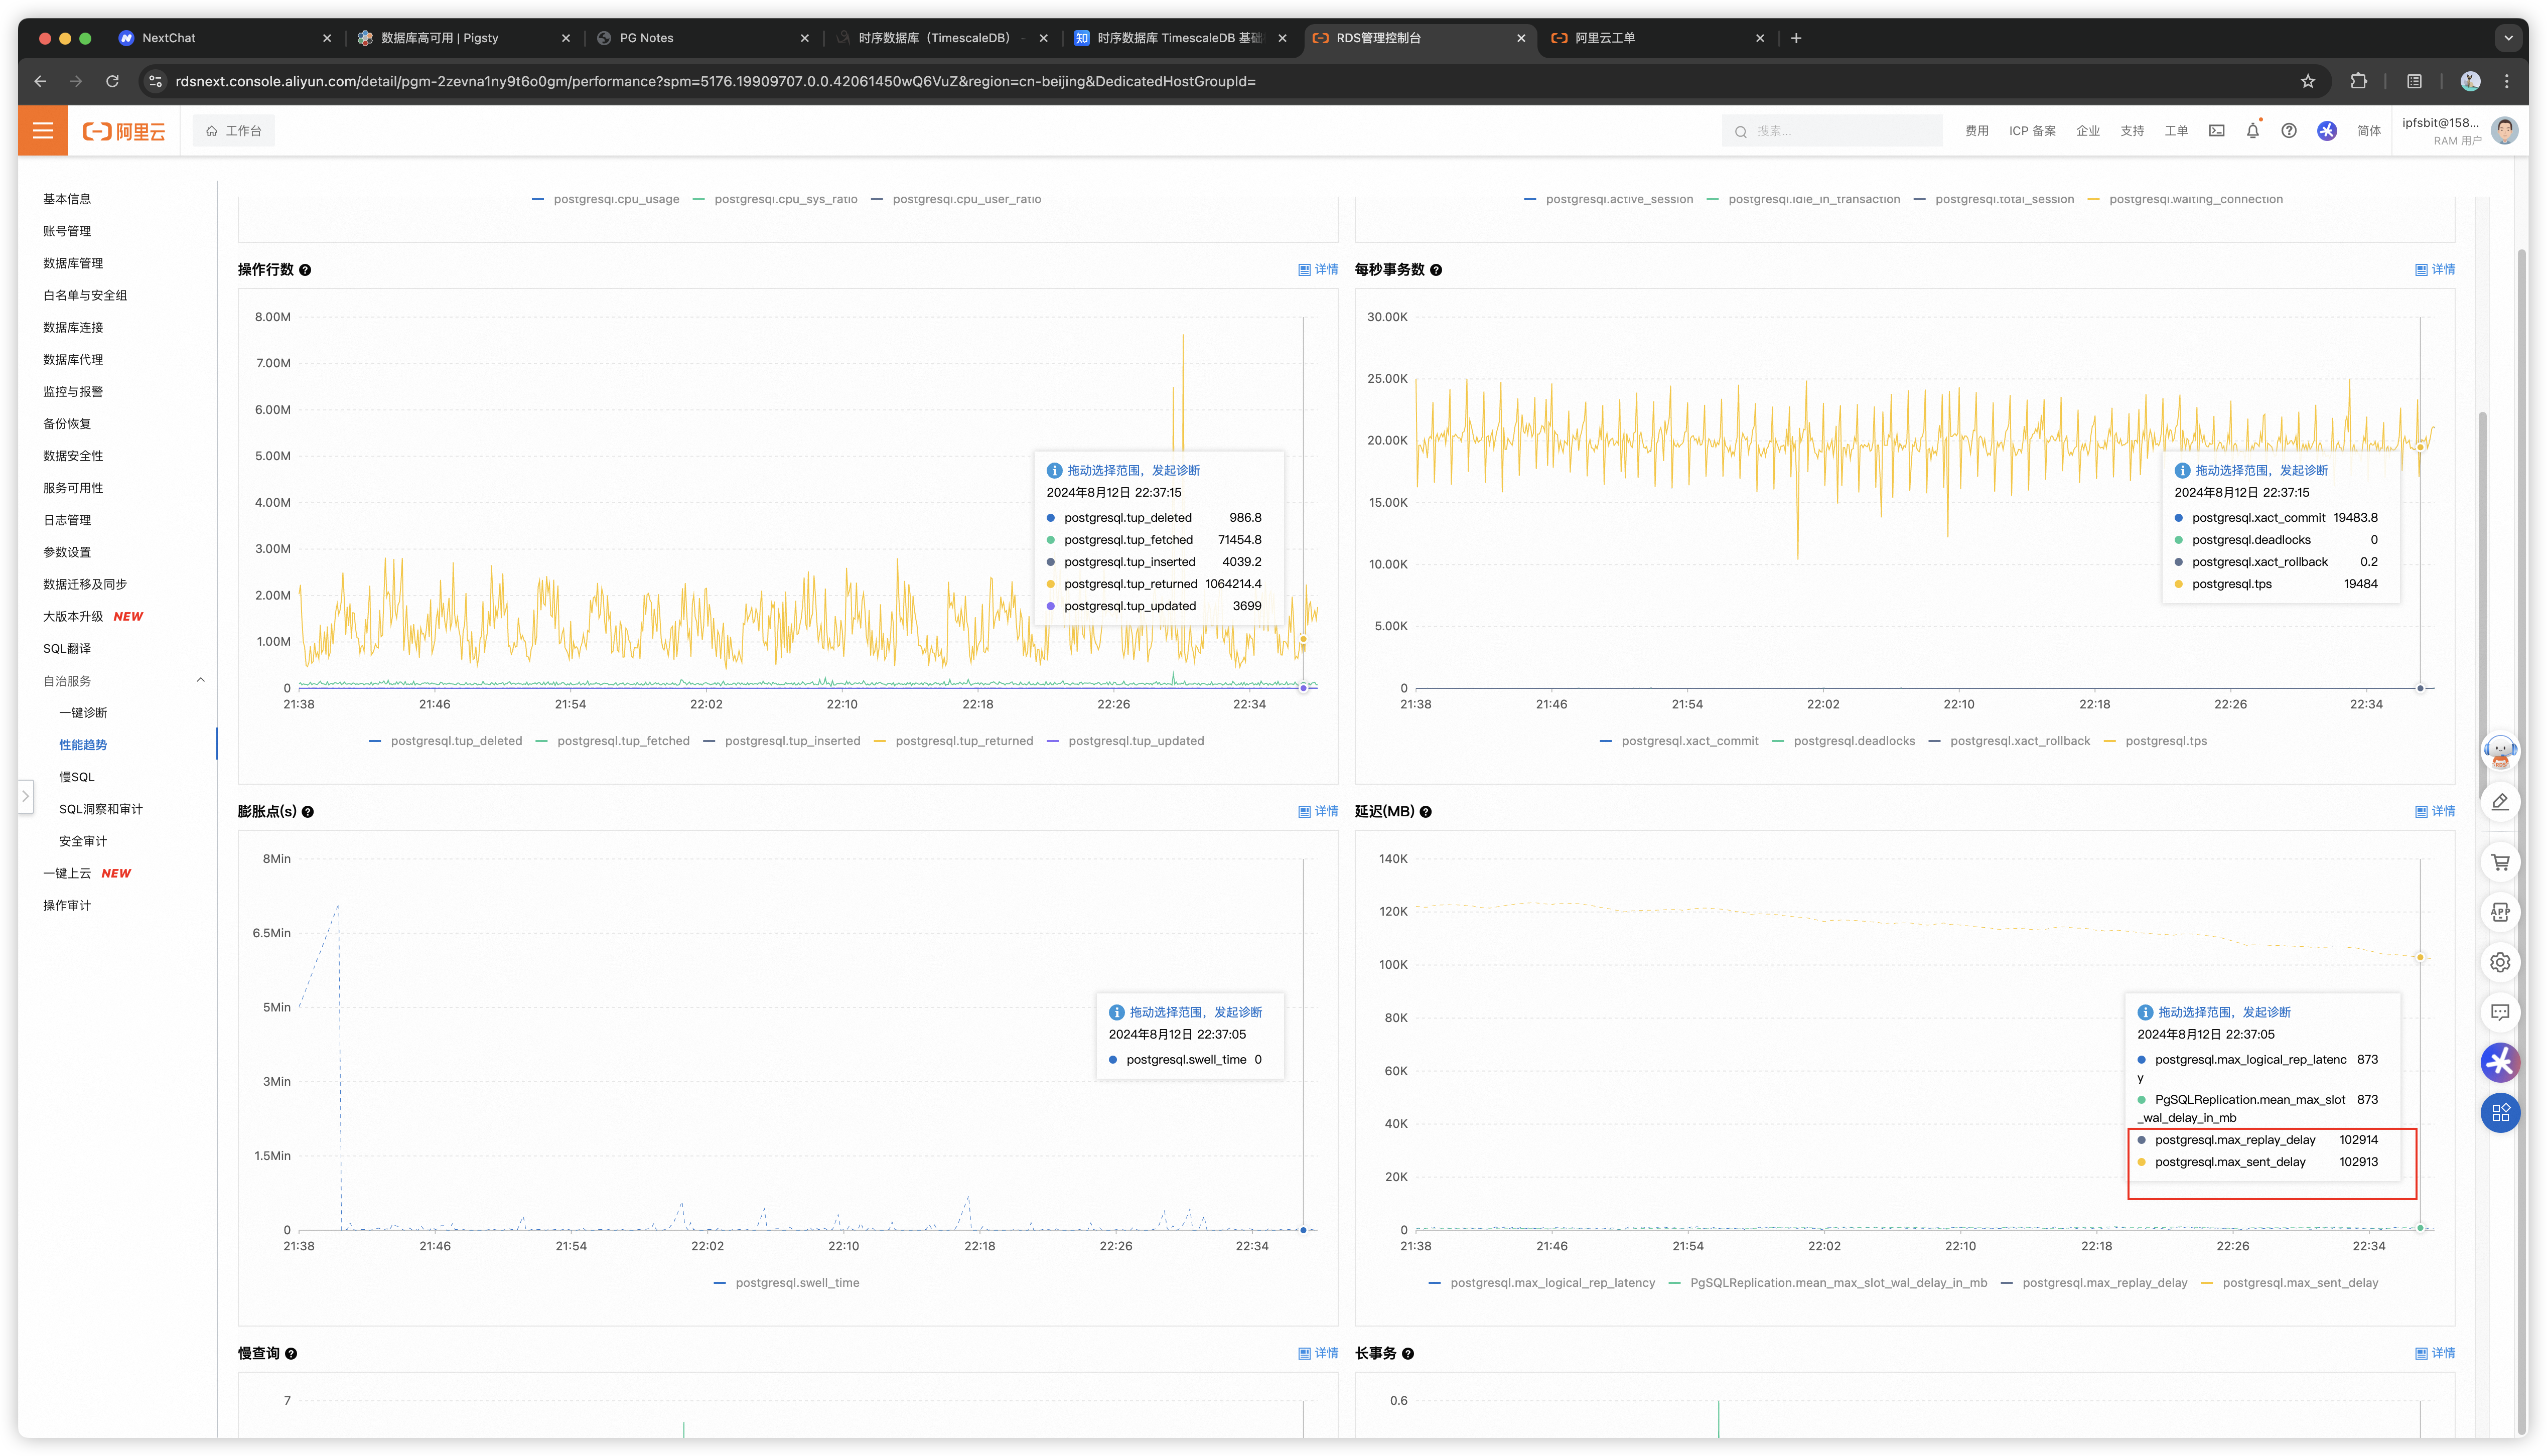 NextChat
数据库高可用 | Pigsty
PG Notes
时序数据库（TimescaleDB）
时序数据库 TimescaleDB 基础
RDS管理控制台
阿里云工单
rdsnext.console.aliyun.com/detail/pgm-2zevna1ny9t6o0gm/performance?spm=5176.19909707.0.0.42061450wQ6VuZ&region=cn-beijing&DedicatedHostGroupId=
阿里云
工作台
搜索...
费用
ICP 备案
企业
支持
工单
简体
ipfsbit@158...
RAM 用户
基本信息
账号管理
数据库管理
白名单与安全组
数据库连接
数据库代理
监控与报警
备份恢复
数据安全性
服务可用性
日志管理
参数设置
数据迁移及同步
大版本升级 NEW
SQL翻译
自治服务
一键诊断
性能趋势
慢SQL
SQL洞察和审计
安全审计
一键上云 NEW
操作审计
postgresql.cpu_usage postgresql.cpu_sys_ratio postgresql.cpu_user_ratio
postgresql.active_session postgresql.idle_in_transaction postgresql.total_session postgresql.waiting_connection
操作行数
详情
8.00M
7.00M
6.00M
5.00M
4.00M
3.00M
2.00M
1.00M
0
21:38 21:46 21:54 22:02 22:10 22:18 22:26 22:34
拖动选择范围，发起诊断
2024年8月12日 22:37:15
postgresql.tup_deleted 986.8
postgresql.tup_fetched 71454.8
postgresql.tup_inserted 4039.2
postgresql.tup_returned 1064214.4
postgresql.tup_updated 3699
postgresql.tup_deleted postgresql.tup_fetched postgresql.tup_inserted postgresql.tup_returned postgresql.tup_updated
每秒事务数
详情
30.00K
25.00K
20.00K
15.00K
10.00K
5.00K
0
21:38 21:46 21:54 22:02 22:10 22:18 22:26 22:34
拖动选择范围，发起诊断
2024年8月12日 22:37:15
postgresql.xact_commit 19483.8
postgresql.deadlocks 0
postgresql.xact_rollback 0.2
postgresql.tps 19484
postgresql.xact_commit postgresql.deadlocks postgresql.xact_rollback postgresql.tps
膨胀点(s)
详情
8Min
6.5Min
5Min
3Min
1.5Min
0
21:38 21:46 21:54 22:02 22:10 22:18 22:26 22:34
拖动选择范围，发起诊断
2024年8月12日 22:37:05
postgresql.swell_time 0
postgresql.swell_time
延迟(MB)
详情
140K
120K
100K
80K
60K
40K
20K
0
21:38 21:46 21:54 22:02 22:10 22:18 22:26 22:34
拖动选择范围，发起诊断
2024年8月12日 22:37:05
postgresql.max_logical_rep_latenc 873
y
PgSQLReplication.mean_max_slot 873
_wal_delay_in_mb
postgresql.max_replay_delay 102914
postgresql.max_sent_delay 102913
postgresql.max_logical_rep_latency PgSQLReplication.mean_max_slot_wal_delay_in_mb postgresql.max_replay_delay postgresql.max_sent_delay
慢查询
详情
7
长事务
详情
0.6
APP